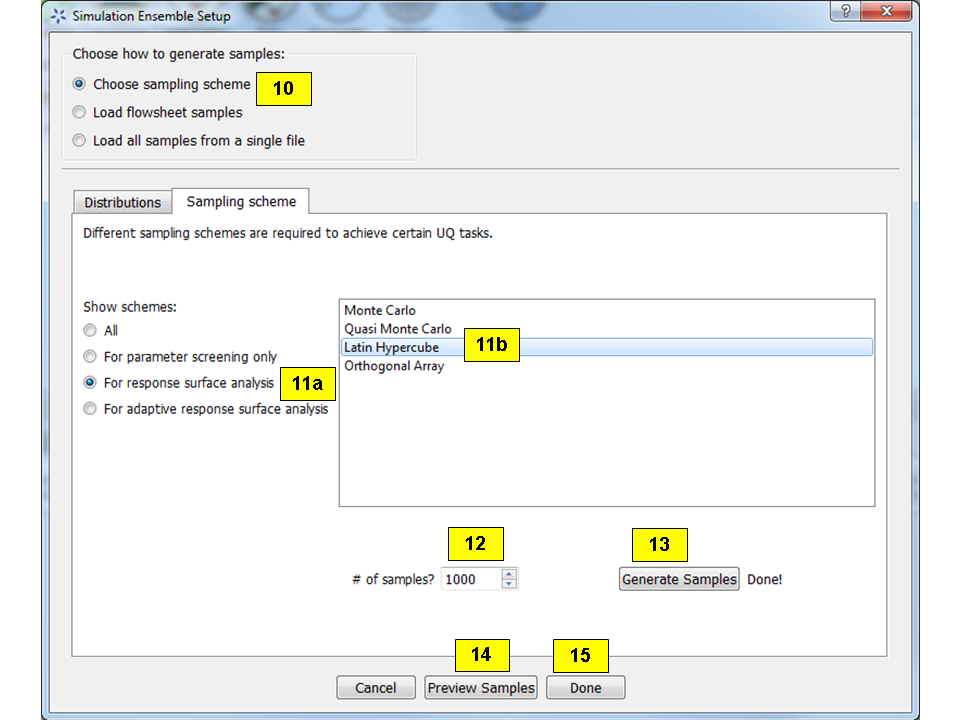 Simulation Ensemble Setup
Choose how to generate samples:
Choose sampling scheme 10
Load flowsheet samples
Load all samples from a single file
Distributions Sampling scheme
Different sampling schemes are required to achieve certain UQ tasks.
Show schemes:
All
For parameter screening only
For response surface analysis 11a
For adaptive response surface analysis
Monte Carlo
Quasi Monte Carlo
Latin Hypercube 11b
Orthogonal Array
12
# of samples? 1000
13
Generate Samples Done!
14 15
Cancel Preview Samples Done